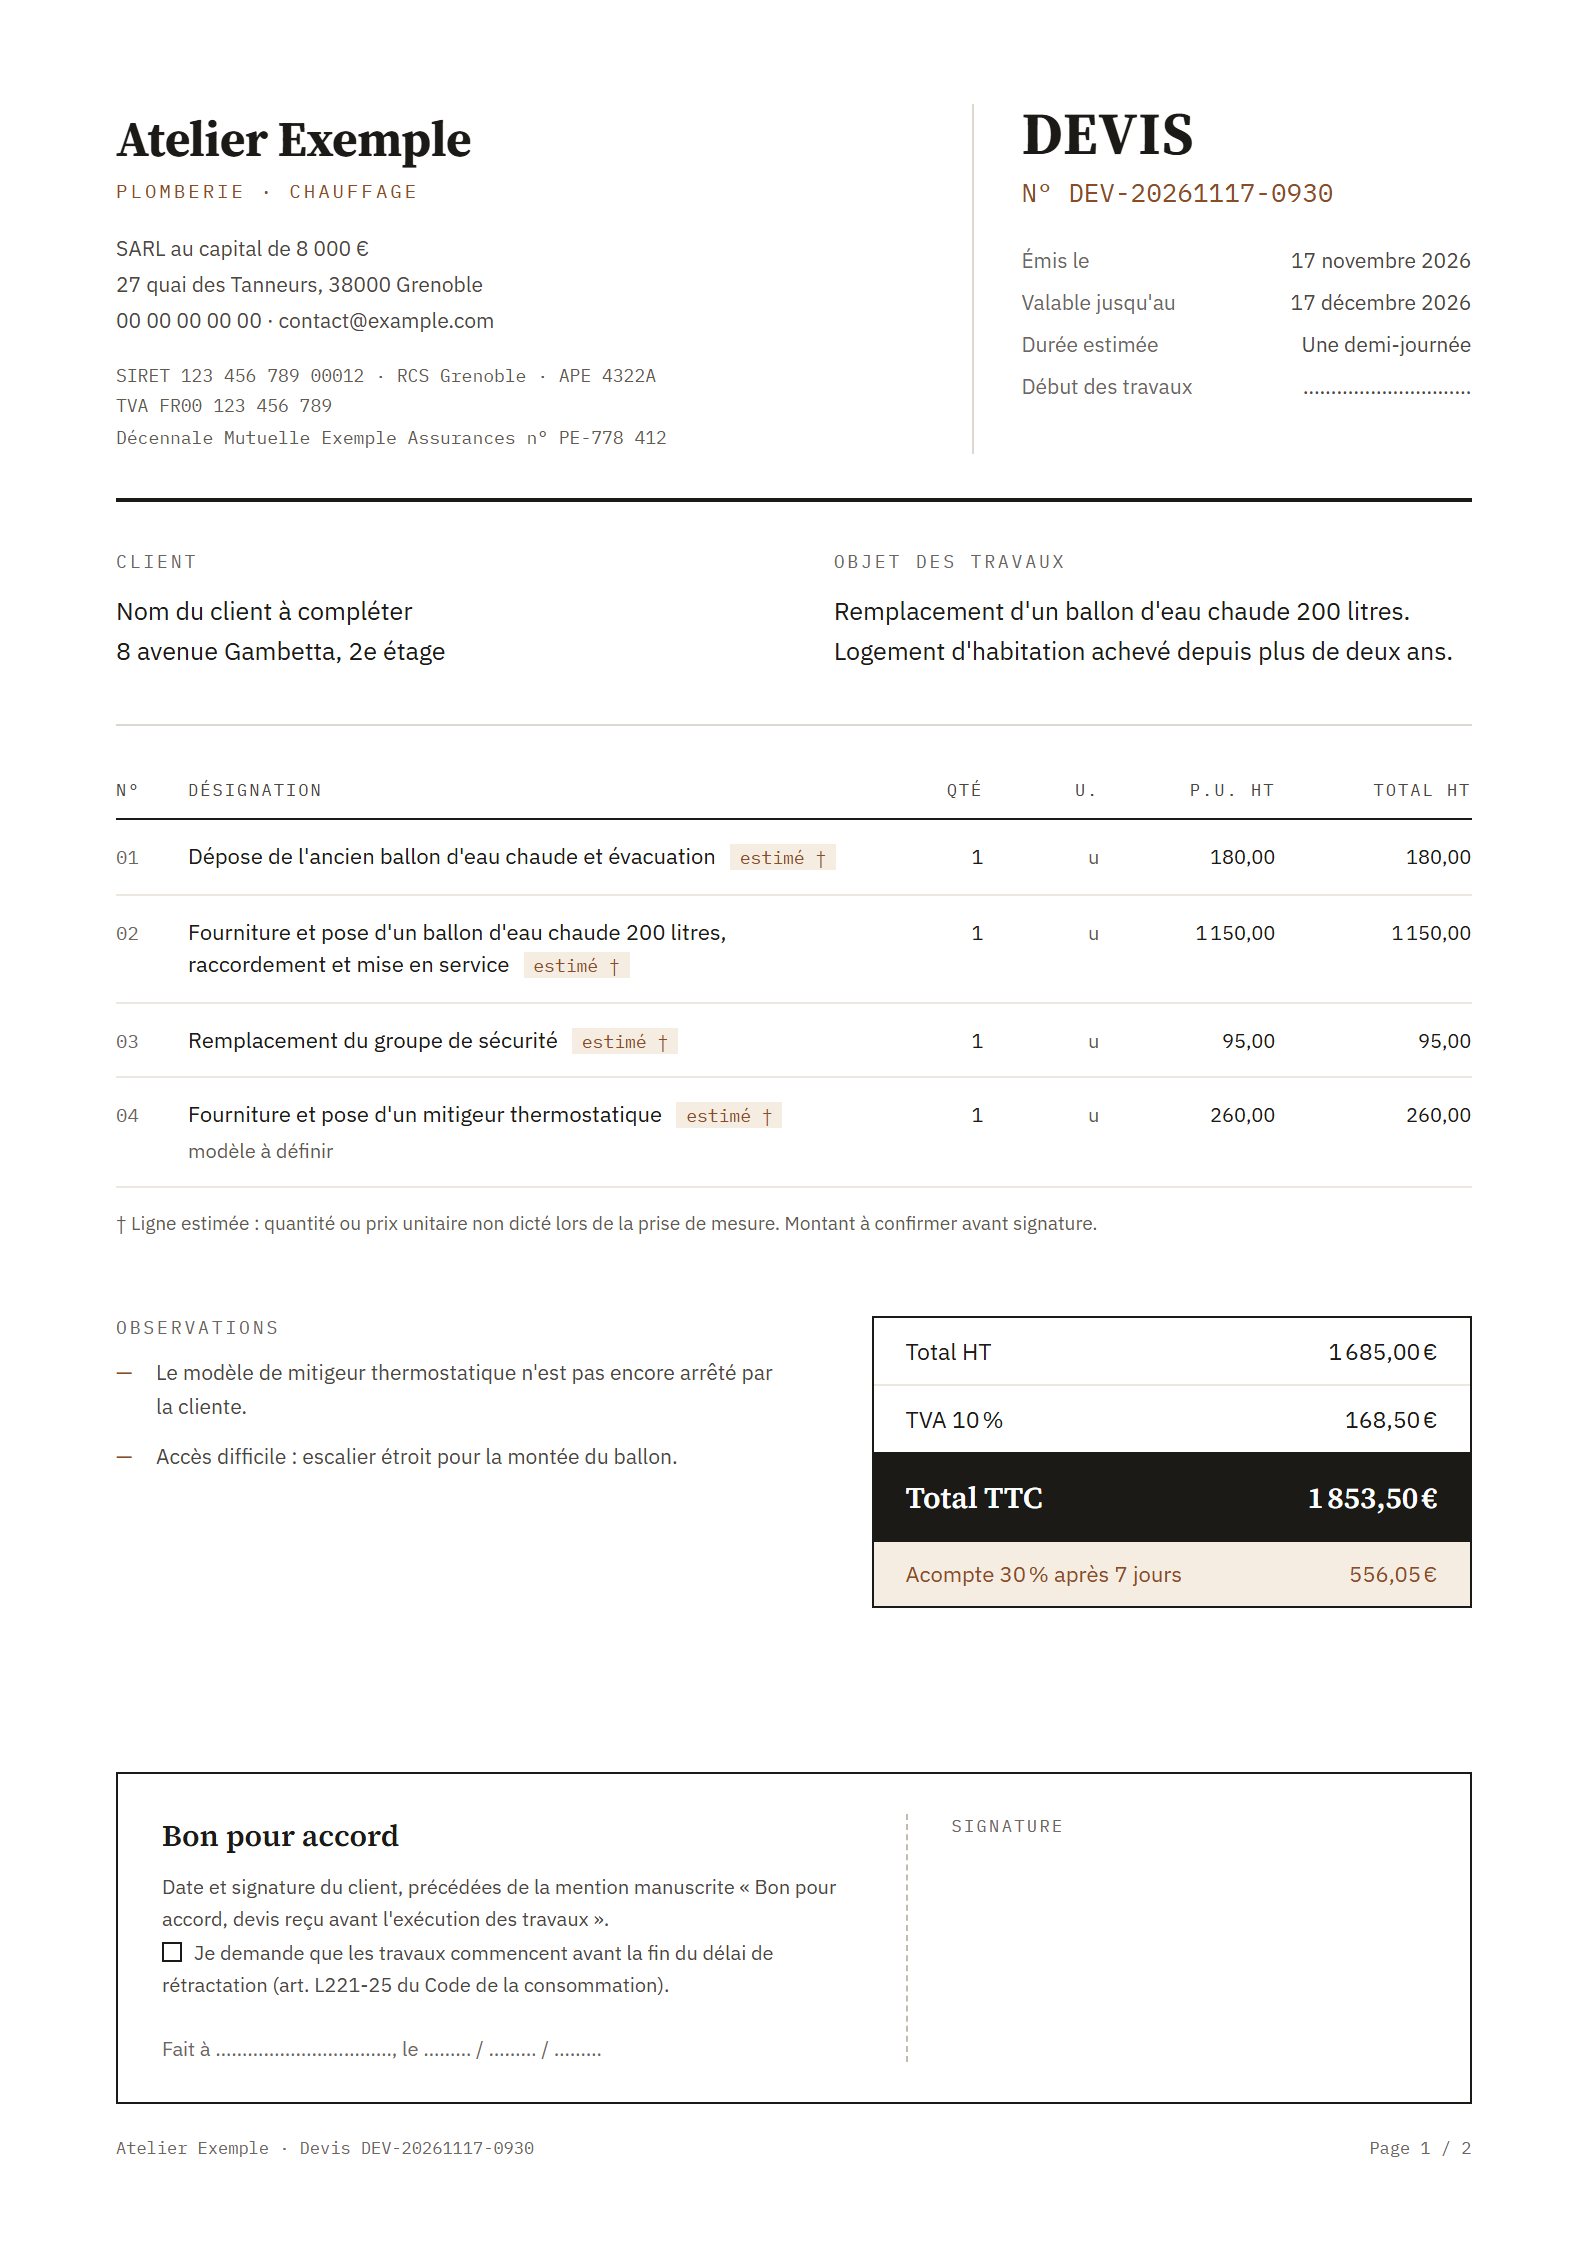 Atelier Exemple
PLOMBERIE · CHAUFFAGE
SARL au capital de 8 000 €
27 quai des Tanneurs, 38000 Grenoble
00 00 00 00 00 · contact@example.com
SIRET 123 456 789 00012 · RCS Grenoble · APE 4322A
TVA FR00 123 456 789
Décennale Mutuelle Exemple Assurances n° PE-778 412
DEVIS
N° DEV-20261117-0930
Émis le 17 novembre 2026
Valable jusqu'au 17 décembre 2026
Durée estimée Une demi-journée
Début des travaux ..............................
CLIENT
Nom du client à compléter
8 avenue Gambetta, 2e étage
OBJET DES TRAVAUX
Remplacement d'un ballon d'eau chaude 200 litres.
Logement d'habitation achevé depuis plus de deux ans.
N° DÉSIGNATION QTÉ U. P.U. HT TOTAL HT
01 Dépose de l'ancien ballon d'eau chaude et évacuation estimé † 1 u 180,00 180,00
02 Fourniture et pose d'un ballon d'eau chaude 200 litres, 1 u 1 150,00 1 150,00
raccordement et mise en service estimé †
03 Remplacement du groupe de sécurité estimé † 1 u 95,00 95,00
04 Fourniture et pose d'un mitigeur thermostatique estimé † 1 u 260,00 260,00
modèle à définir
† Ligne estimée : quantité ou prix unitaire non dicté lors de la prise de mesure. Montant à confirmer avant signature.
OBSERVATIONS
— Le modèle de mitigeur thermostatique n'est pas encore arrêté par
la cliente.
— Accès difficile : escalier étroit pour la montée du ballon.
Total HT 1 685,00 €
TVA 10 % 168,50 €
Total TTC 1 853,50 €
Acompte 30 % après 7 jours 556,05 €
Bon pour accord
Date et signature du client, précédées de la mention manuscrite « Bon pour
accord, devis reçu avant l'exécution des travaux ».
☐ Je demande que les travaux commencent avant la fin du délai de
rétractation (art. L221-25 du Code de la consommation).
Fait à ................................., le ......... / ......... / .........
SIGNATURE
Atelier Exemple · Devis DEV-20261117-0930
Page 1 / 2